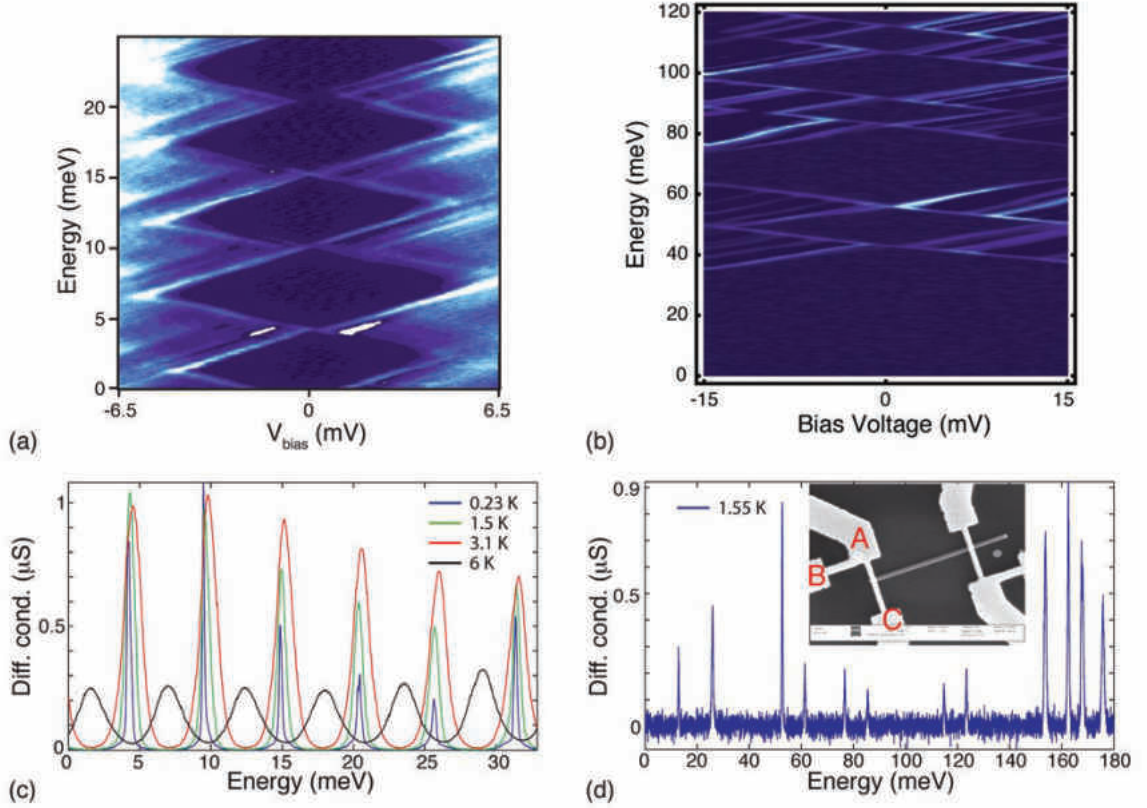 20
15
10
5
0
Energy (meV)
-6.5
0
6.5
V_bias (mV)
(a)
120
100
80
60
40
20
0
Energy (meV)
-15
0
15
Bias Voltage (mV)
(b)
1
0.5
0
Diff. cond. (μS)
0.23 K
1.5 K
3.1 K
6 K
0
5
10
15
20
25
30
Energy (meV)
(c)
0.9
0.5
0
Diff. cond. (μS)
1.55 K
A
B
C
0
20
40
60
80
100
120
140
160
180
Energy (meV)
(d)